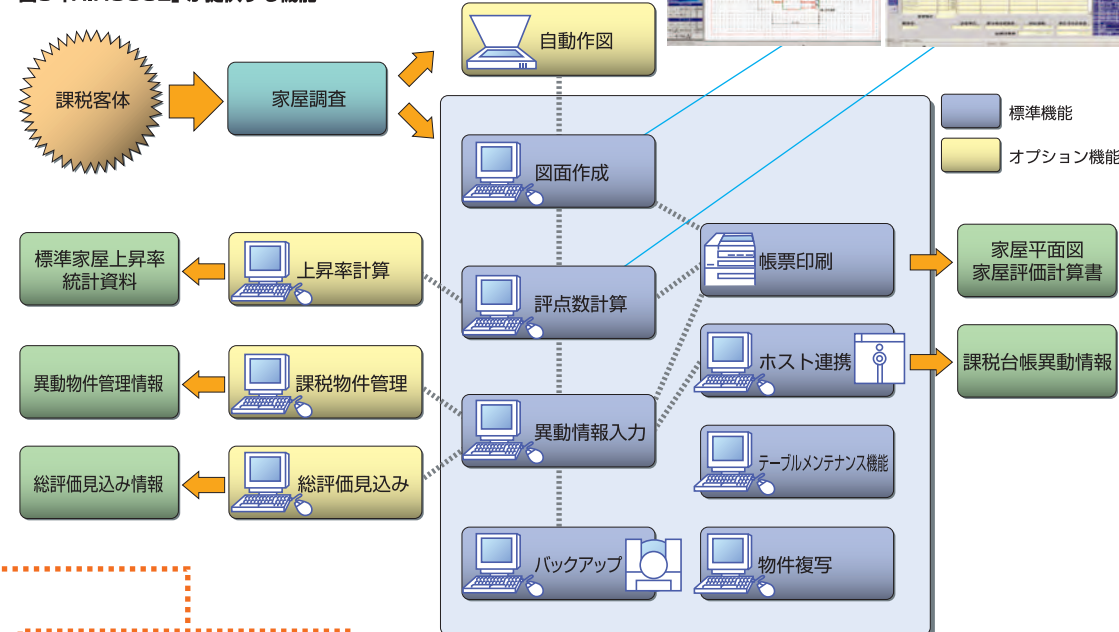 自動作図
課税客体
家屋調査
標準機能
オプション機能
図面作成
標準家屋上昇率
統計資料
上昇率計算
評点数計算
帳票印刷
家屋平面図
家屋評価計算書
ホスト連携
課税台帳異動情報
異動物件管理情報
課税物件管理
異動情報入力
テーブルメンテナンス機能
総評価見込み情報
総評価見込み
バックアップ
物件複写